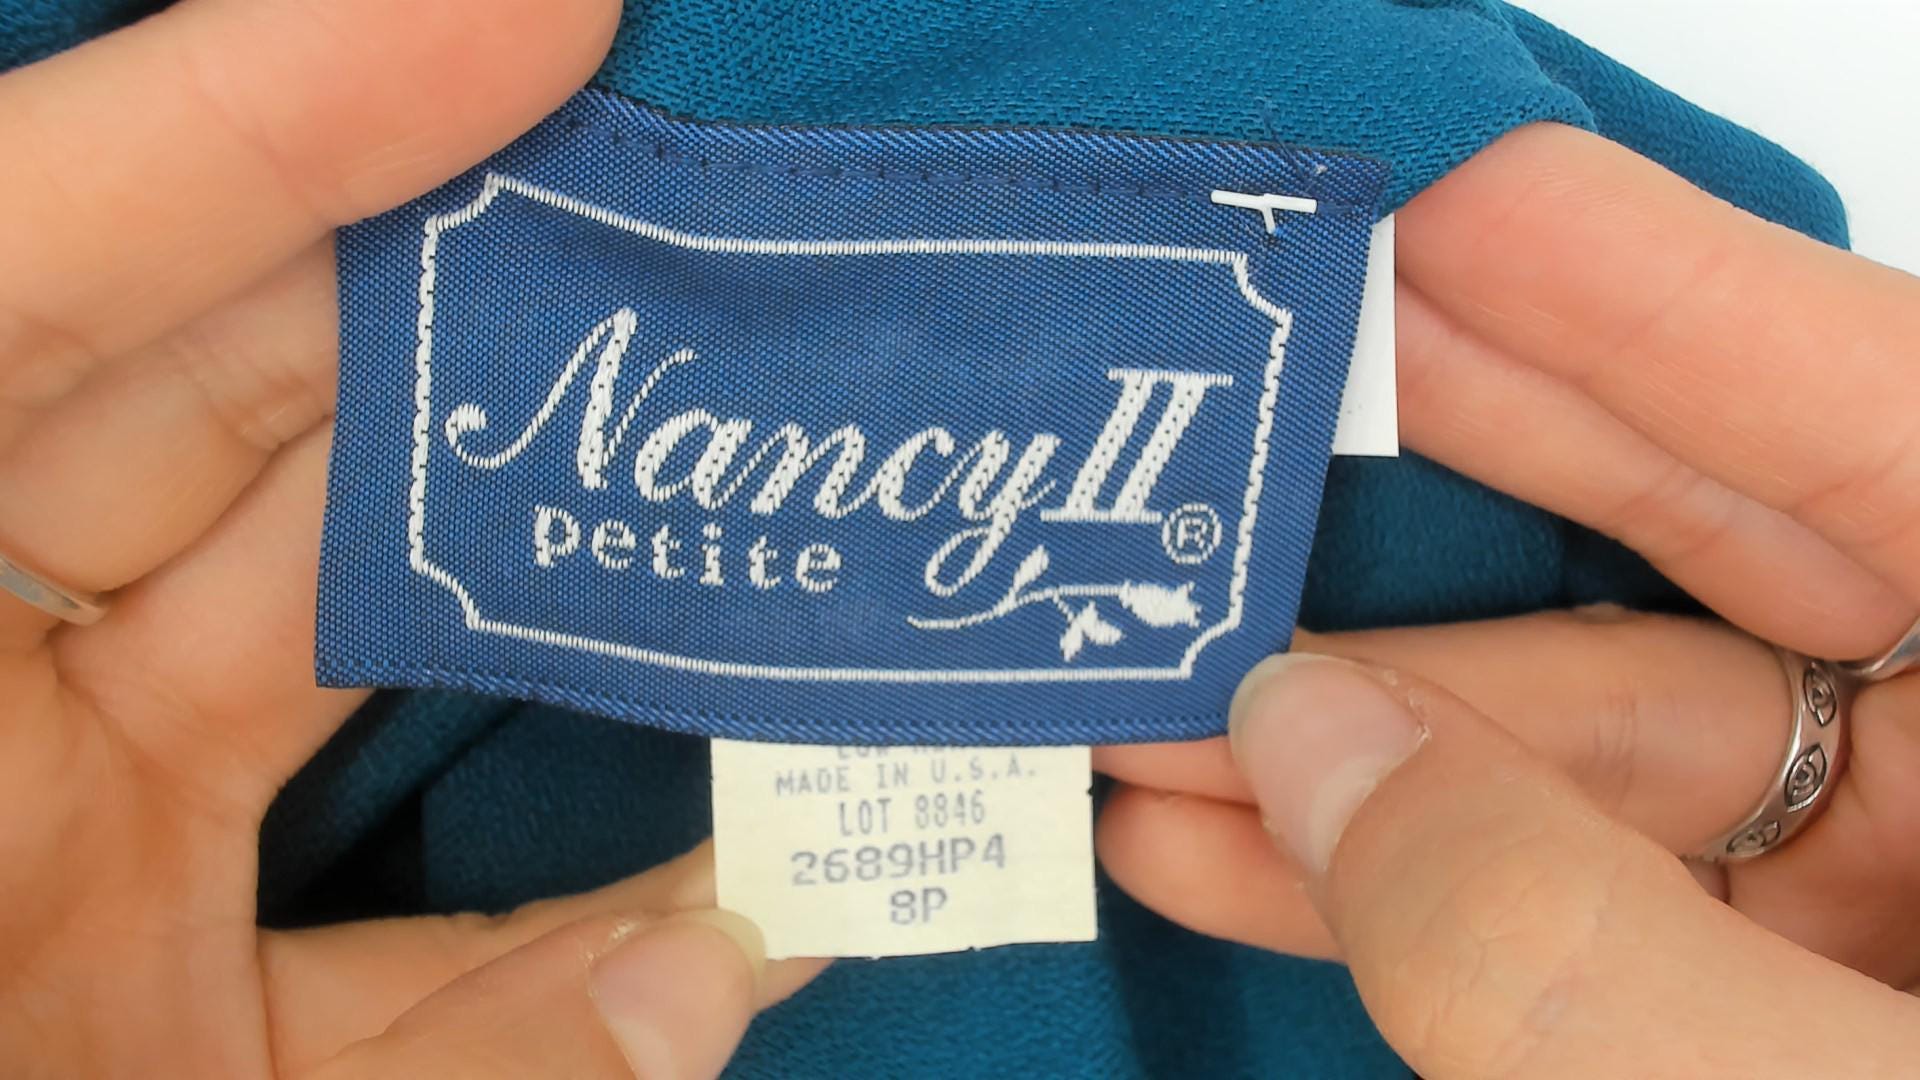 Nancy II ®
petite
MADE IN U.S.A.
LOT 8846
2689HP4
8P